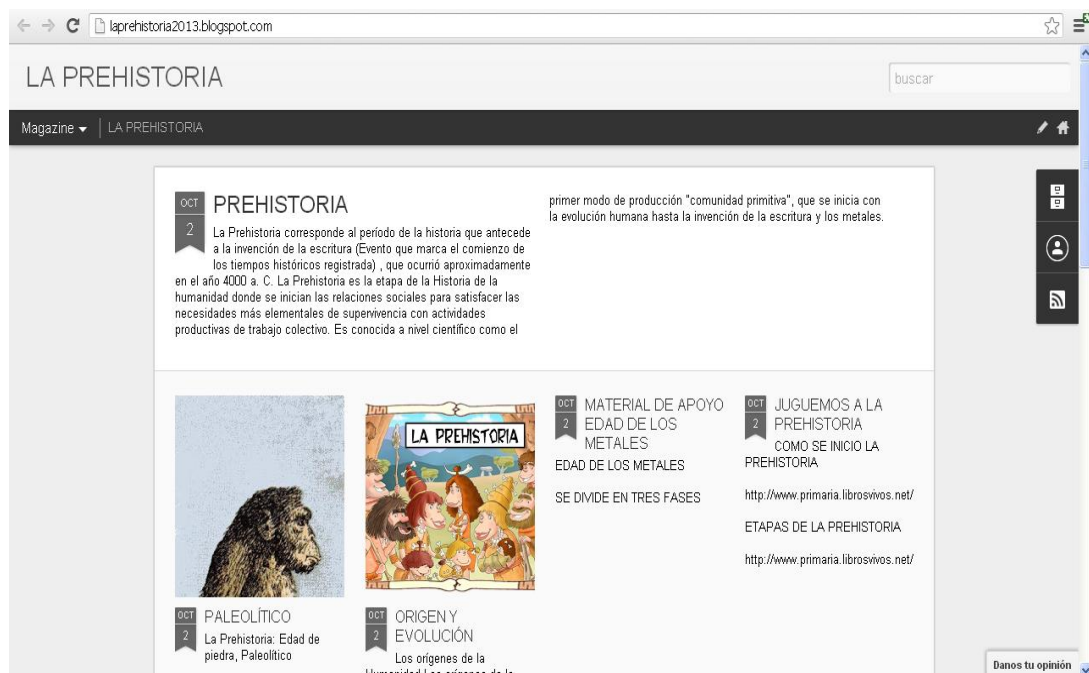 laprehistoria2013.blogspot.com
LA PREHISTORIA
buscar
Magazine
LA PREHISTORIA
OCT
2
PREHISTORIA
La Prehistoria corresponde al período de la historia que antecede
a la invención de la escritura (Evento que marca el comienzo de
los tiempos históricos registrada) , que ocurrió aproximadamente
en el año 4000 a. C. La Prehistoria es la etapa de la Historia de la
humanidad donde se inician las relaciones sociales para satisfacer las
necesidades más elementales de supervivencia con actividades
productivas de trabajo colectivo. Es conocida a nivel científico como el
primer modo de producción "comunidad primitiva", que se inicia con
la evolución humana hasta la invención de la escritura y los metales.
LA PREHISTORIA
OCT
2
PALEOLÍTICO
La Prehistoria: Edad de
piedra, Paleolítico
OCT
2
ORIGEN Y
EVOLUCIÓN
Los orígenes de la
Humanidad Los orígenes de la
OCT
2
MATERIAL DE APOYO
EDAD DE LOS
METALES
EDAD DE LOS METALES
SE DIVIDE EN TRES FASES
OCT
2
JUGUEMOS A LA
PREHISTORIA
COMO SE INICIO LA
PREHISTORIA
http://www.primaria.librosvivos.net/
ETAPAS DE LA PREHISTORIA
http://www.primaria.librosvivos.net/
Danos tu opinión